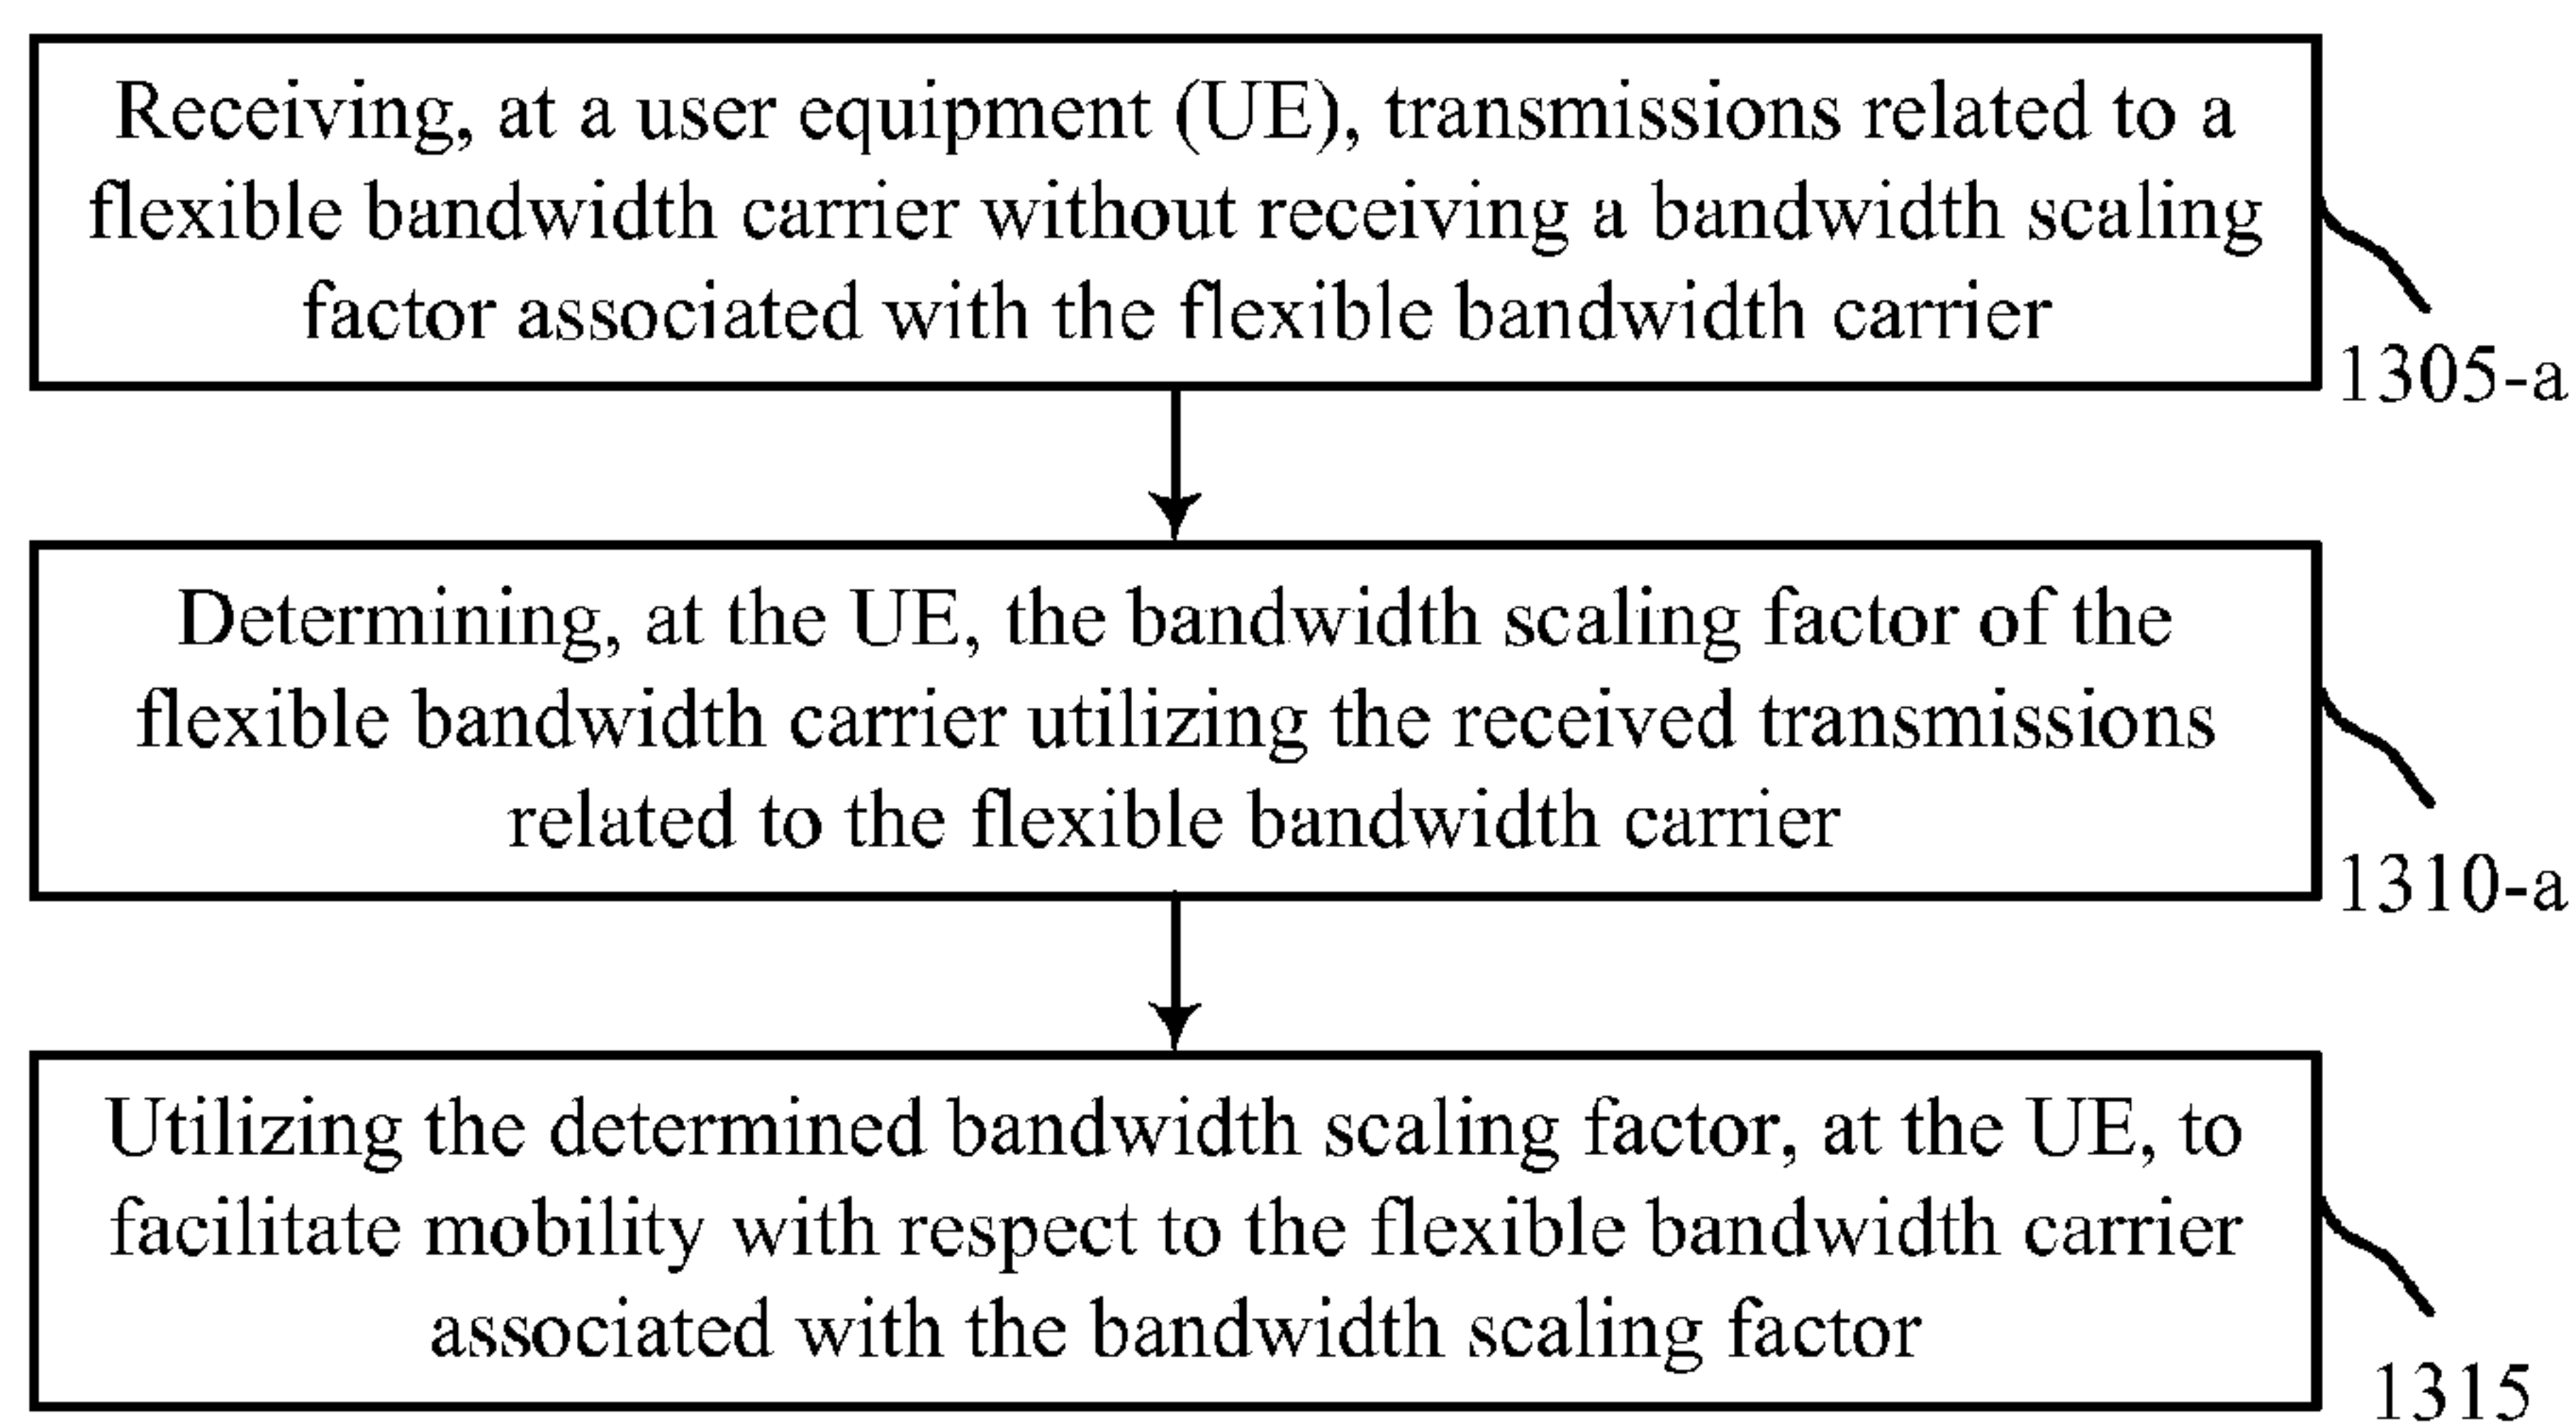 Receiving, at a user equipment (UE), transmissions related to a
flexible bandwidth carrier without receiving a bandwidth scaling
factor associated with the flexible bandwidth carrier
1305-a
Determining, at the UE, the bandwidth scaling factor of the
flexible bandwidth carrier utilizing the received transmissions
related to the flexible bandwidth carrier
1310-a
Utilizing the determined bandwidth scaling factor, at the UE, to
facilitate mobility with respect to the flexible bandwidth carrier
associated with the bandwidth scaling factor
1315